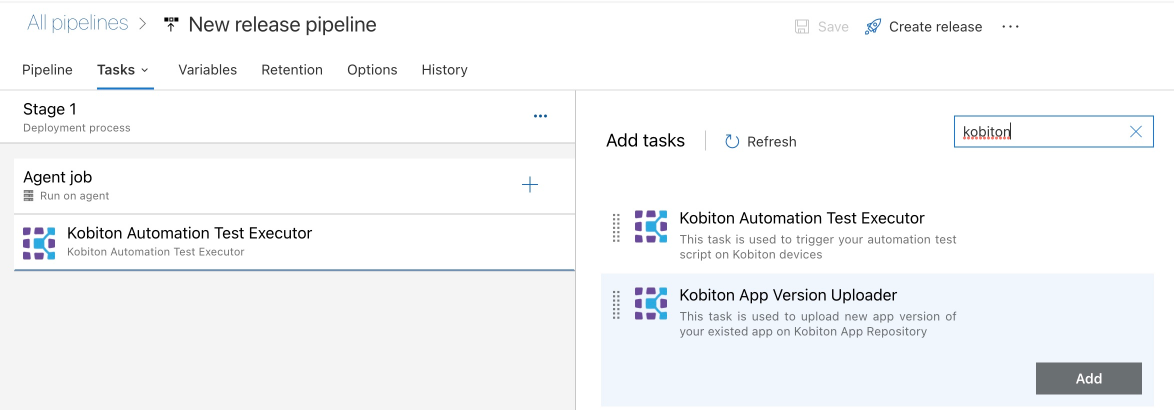 All pipelines > New release pipeline
Save Create release ...
Pipeline Tasks Variables Retention Options History
Stage 1
Deployment process
Agent job
Run on agent
Kobiton Automation Test Executor
Kobiton Automation Test Executor
Add tasks Refresh
kobiton
Kobiton Automation Test Executor
This task is used to trigger your automation test
script on Kobiton devices
Kobiton App Version Uploader
This task is used to upload new app version of
your existed app on Kobiton App Repository
Add